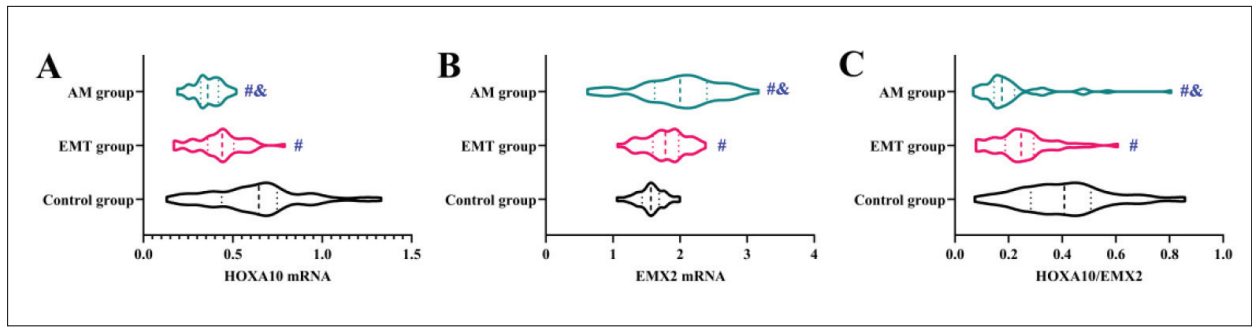 A
AM group
#&
EMT group
#
Control group
0.0 0.5 1.0 1.5
HOXA10 mRNA
B
AM group
#&
EMT group
#
Control group
0 1 2 3 4
EMX2 mRNA
C
AM group
#&
EMT group
#
Control group
0.0 0.2 0.4 0.6 0.8 1.0
HOXA10/EMX2